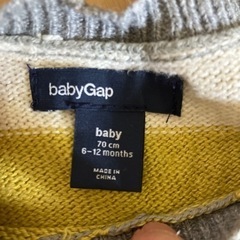 babyGap
baby
70 cm
6-12 months
MADE IN
CHINA